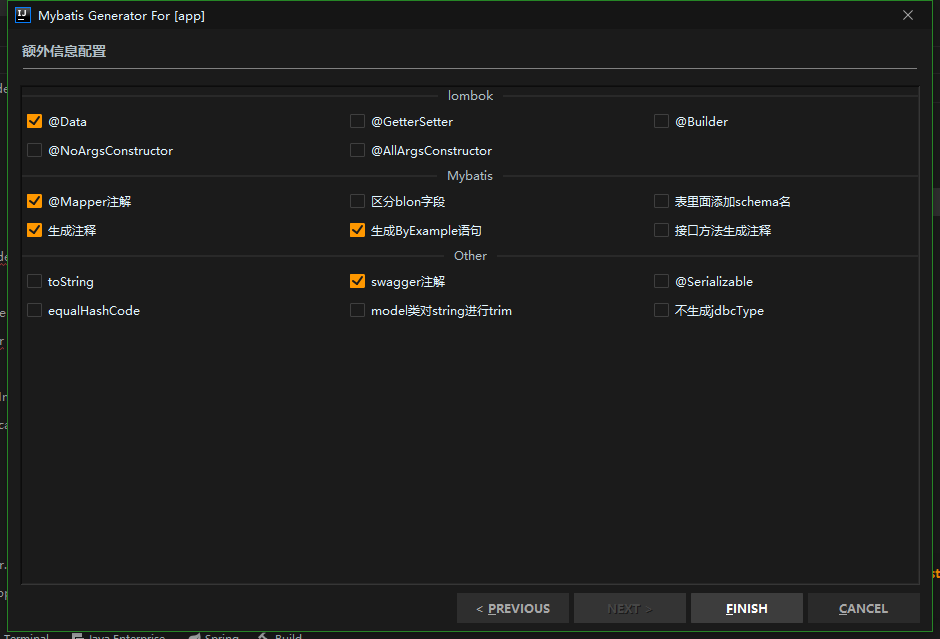 Mybatis Generator For [app]
额外信息配置
lombok
@Data @GetterSetter @Builder
@NoArgsConstructor @AllArgsConstructor
Mybatis
@Mapper注解 区分blon字段 表里面添加schema名
生成注释 生成ByExample语句 接口方法生成注释
Other
toString swagger注解 @Serializable
equalHashCode model类对string进行trim 不生成jdbcType
< PREVIOUS NEXT > FINISH CANCEL
Terminal Java Enterprise Spring Build